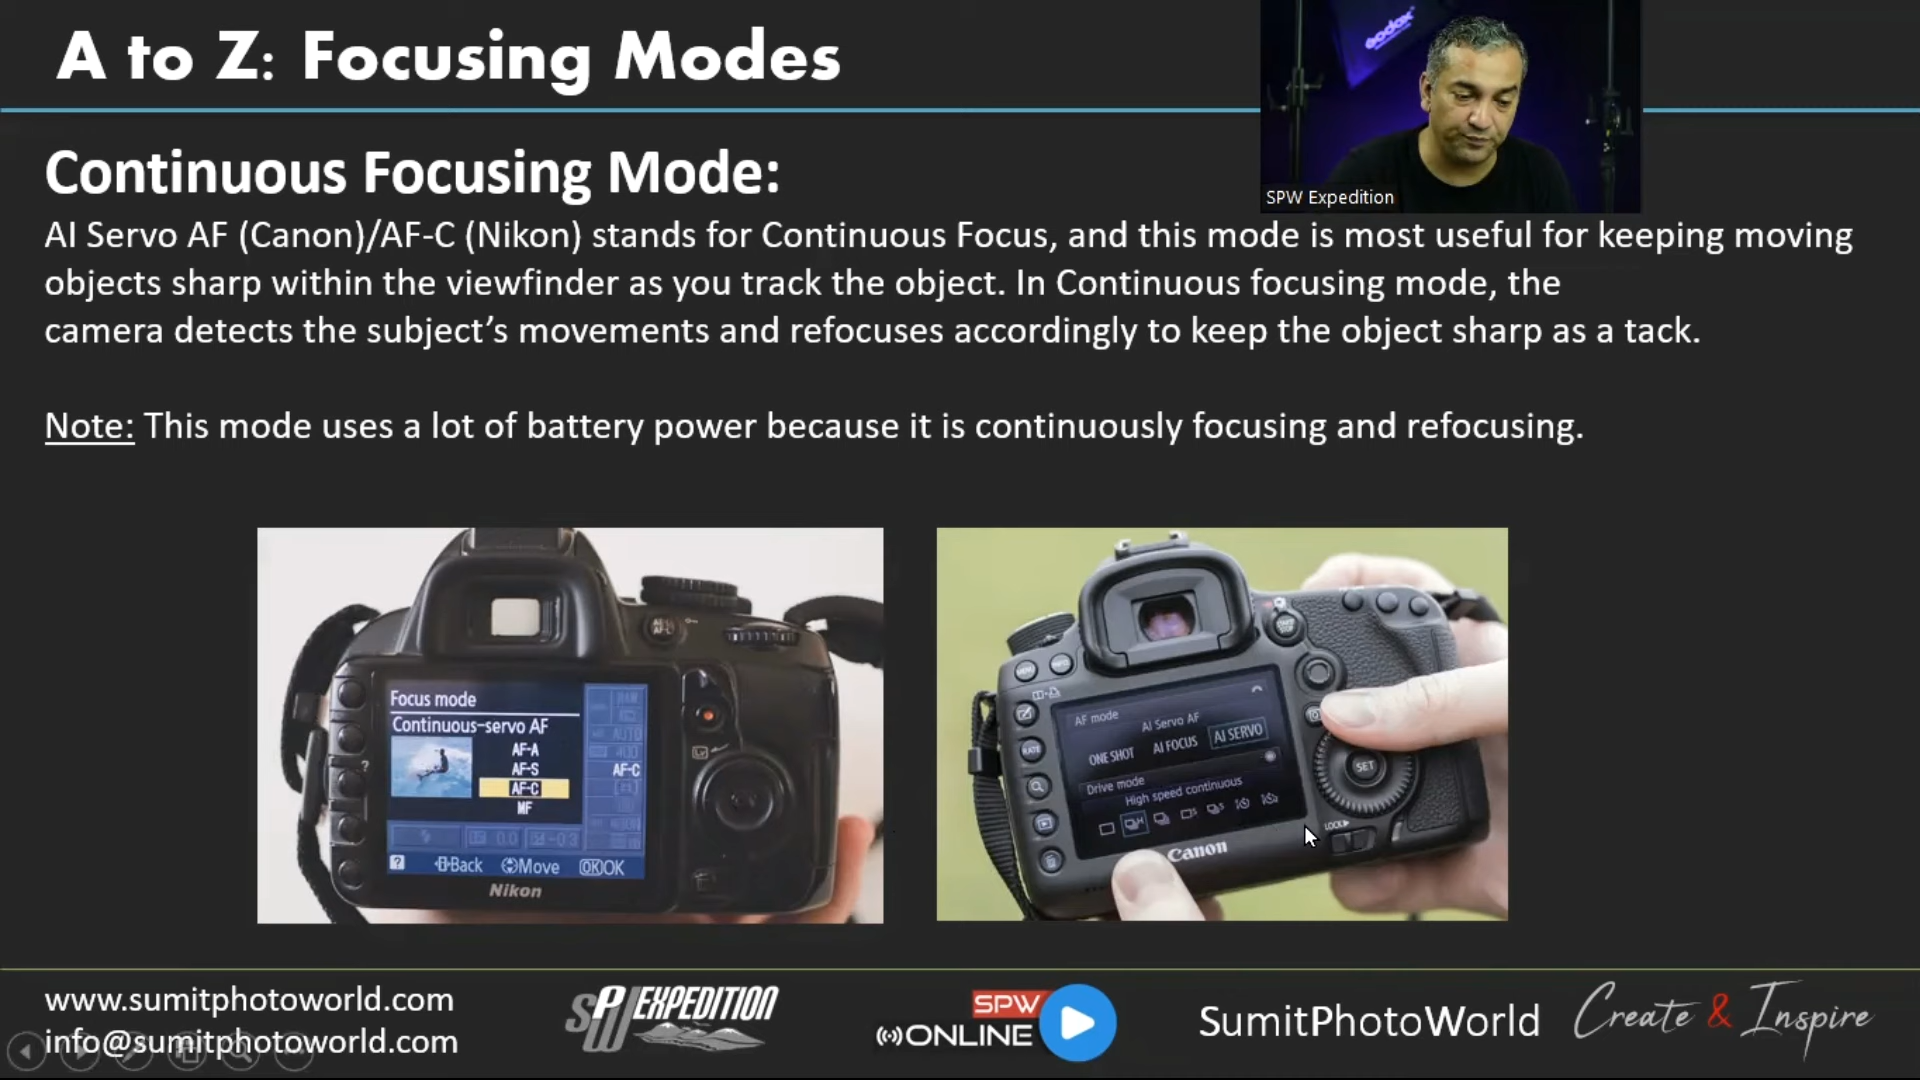 A to Z: Focusing Modes
godox
SPW Expedition
Continuous Focusing Mode:
AI Servo AF (Canon)/AF-C (Nikon) stands for Continuous Focus, and this mode is most useful for keeping moving
objects sharp within the viewfinder as you track the object. In Continuous focusing mode, the
camera detects the subject’s movements and refocuses accordingly to keep the object sharp as a tack.
Note: This mode uses a lot of battery power because it is continuously focusing and refocusing.
Focus mode
Continuous-servo AF
AF-A
AF-S
AF-C
AF-C
MF
? Back Move OK OK
Nikon
AF mode
AI Servo AF
ONE SHOT AI FOCUS AI SERVO
Drive mode
High speed continuous
RATE
SET
LOCK
Canon
www.sumitphotoworld.com
info@sumitphotoworld.com
SPW EXPEDITION
SPW
ONLINE
SumitPhotoWorld
Create & Inspire